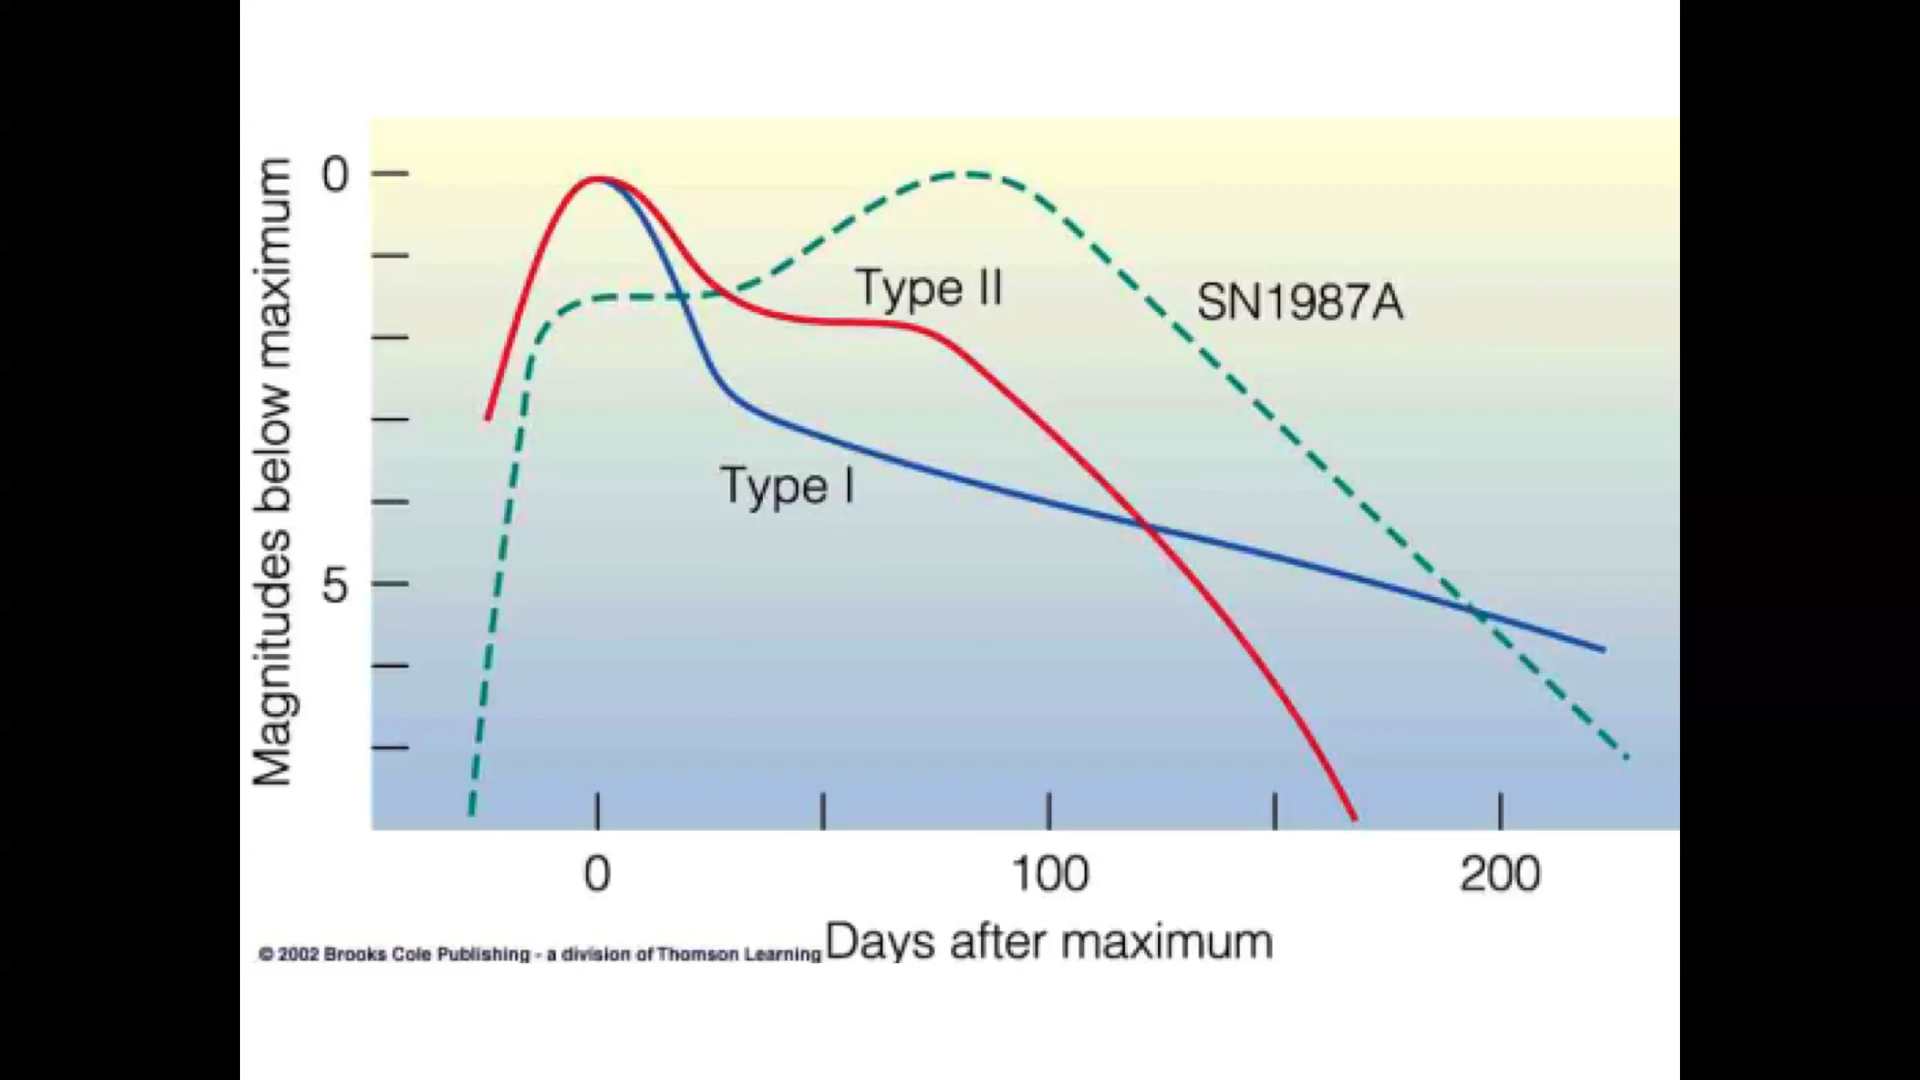 Magnitudes below maximum
0
5
Type II
SN1987A
Type I
0
100
200
Days after maximum
© 2002 Brooks Cole Publishing - a division of Thomson Learning